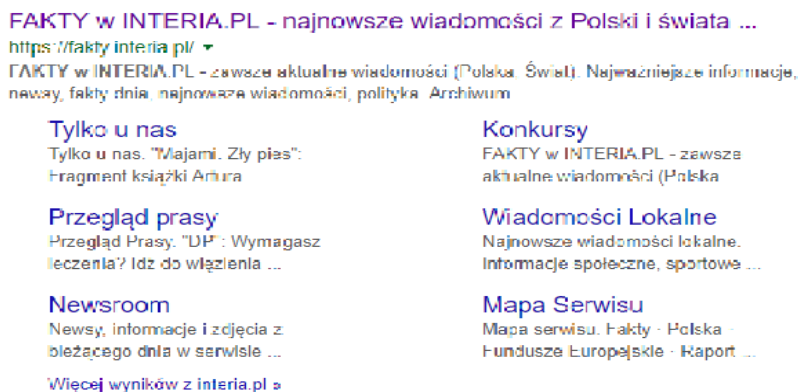 FAKTY w INTERIA.PL - najnowsze wiadomości z Polski i świata ...
https://fakty.interia.pl/
FAKTY w INTERIA.PL - zawsze aktualne wiadomości (Polska, Świat). Najważniejsze informacje,
newsy, fakty dnia, najnowsze wiadomości, polityka. Archiwum
Tylko u nas
Tylko u nas. "Majami. Zły pies":
Fragment książki Artura
Konkursy
FAKTY w INTERIA.PL - zawsze
aktualne wiadomości (Polska
Przegląd prasy
Przegląd Prasy. "DP": Wymagasz
leczenia? Idź do więzienia ...
Wiadomości Lokalne
Najnowsze wiadomości lokalne.
Informacje społeczne, sportowe ...
Newsroom
Newsy, informacje i zdjęcia z
bieżącego dnia w serwisie ...
Mapa Serwisu
Mapa serwisu. Fakty · Polska ·
Fundusze Europejskie · Raport ...
Więcej wyników z interia.pl »